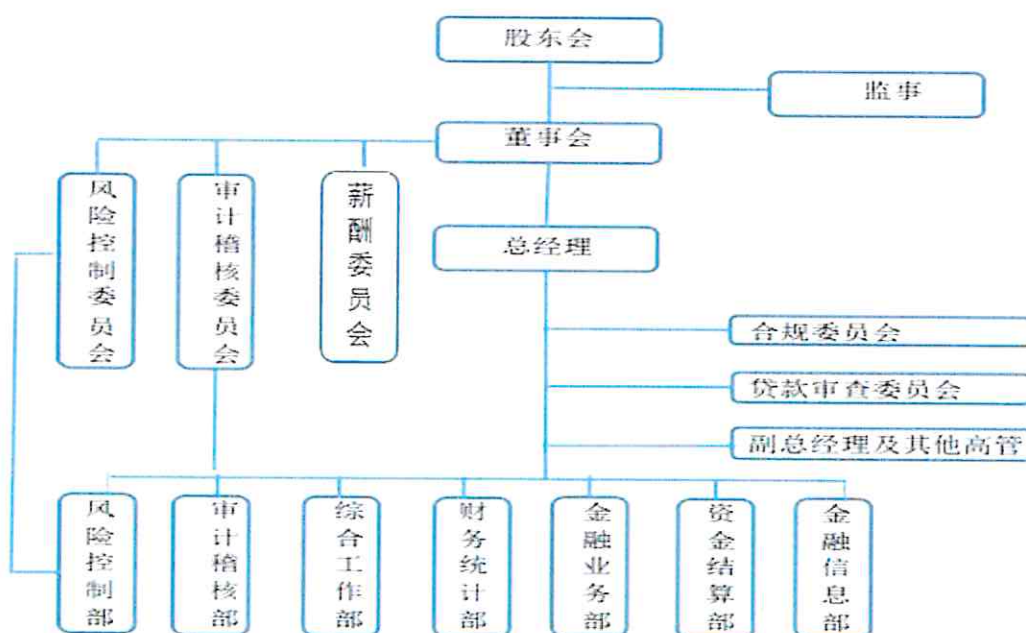 股东会
监事
董事会
风险控制委员会
审计稽核委员会
薪酬委员会
总经理
合规委员会
贷款审查委员会
副总经理及其他高管
风险控制部
审计稽核部
综合工作部
财务统计部
金融业务部
资金结算部
金融信息部